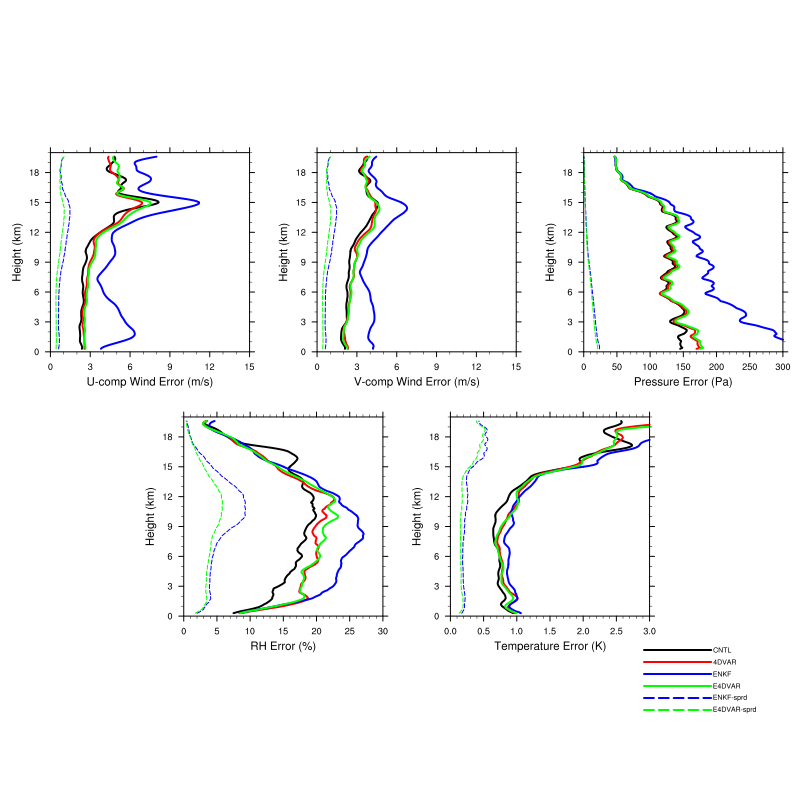 18
15
12
9
6
3
0
Height (km)
0 3 6 9 12 15
U-comp Wind Error (m/s)
18
15
12
9
6
3
0
Height (km)
0 3 6 9 12 15
V-comp Wind Error (m/s)
18
15
12
9
6
3
0
Height (km)
0 50 100 150 200 250 300
Pressure Error (Pa)
18
15
12
9
6
3
0
Height (km)
0 5 10 15 20 25 30
RH Error (%)
18
15
12
9
6
3
0
Height (km)
0.0 0.5 1.0 1.5 2.0 2.5 3.0
Temperature Error (K)
CNTL
4DVAR
ENKF
E4DVAR
ENKF-sprd
E4DVAR-sprd